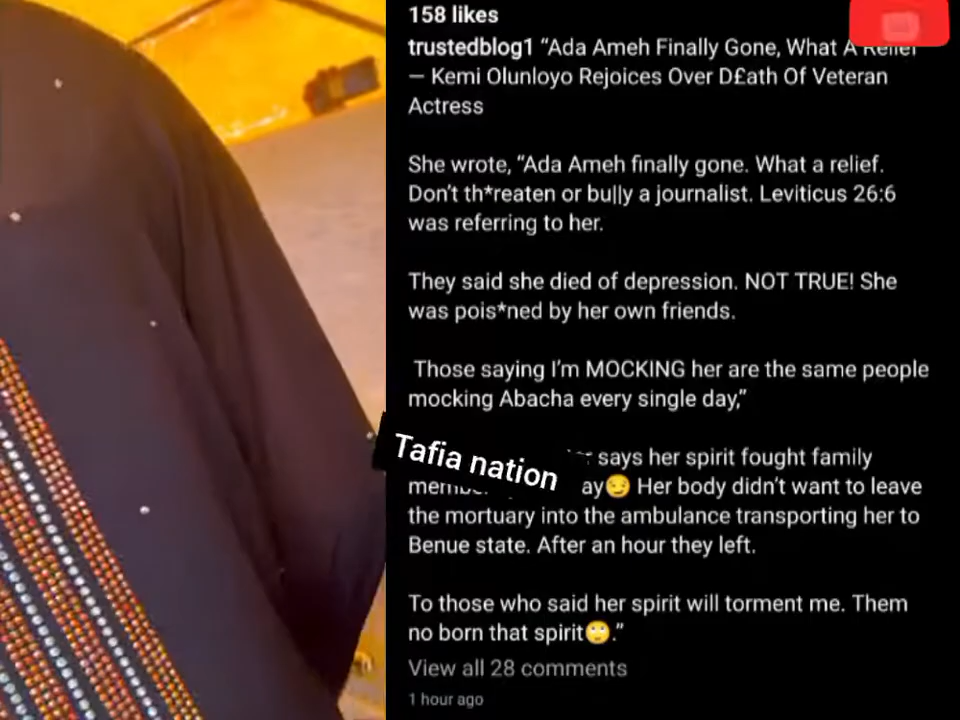 158 likes
trustedblog1 “Ada Ameh Finally Gone, What A Relief
– Kemi Olunloyo Rejoices Over D£ath Of Veteran
Actress
She wrote, “Ada Ameh finally gone. What a relief.
Don’t th*reaten or bu||y a journalist. Leviticus 26:6
was referring to her.
They said she died of depression. NOT TRUE! She
was pois*ned by her own friends.
Those saying I’m MOCKING her are the same people
mocking Abacha every single day,”
says her spirit fought family
Tafia nation
ay😏 Her body didn’t want to leave
the mortuary into the ambulance transporting her to
Benue state. After an hour they left.
To those who said her spirit will torment me. Them
no born that spirit🙄.”
View all 28 comments
1 hour ago